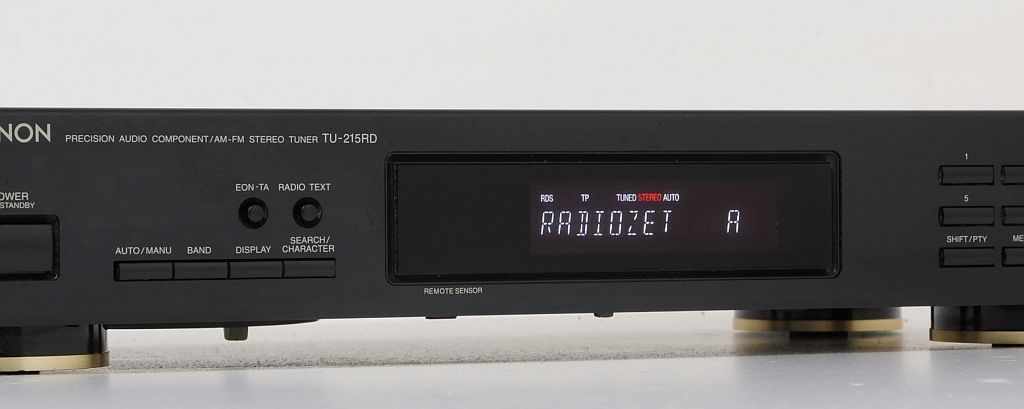 NON PRECISION AUDIO COMPONENT/AM-FM STEREO TUNER TU-215RD
OWER
STANDBY
EON-TA RADIO TEXT
AUTO/MANU BAND DISPLAY SEARCH/
CHARACTER
RDS TP TUNED STEREO AUTO
RADIOZET A
REMOTE SENSOR
1
5
SHIFT/PTY ME